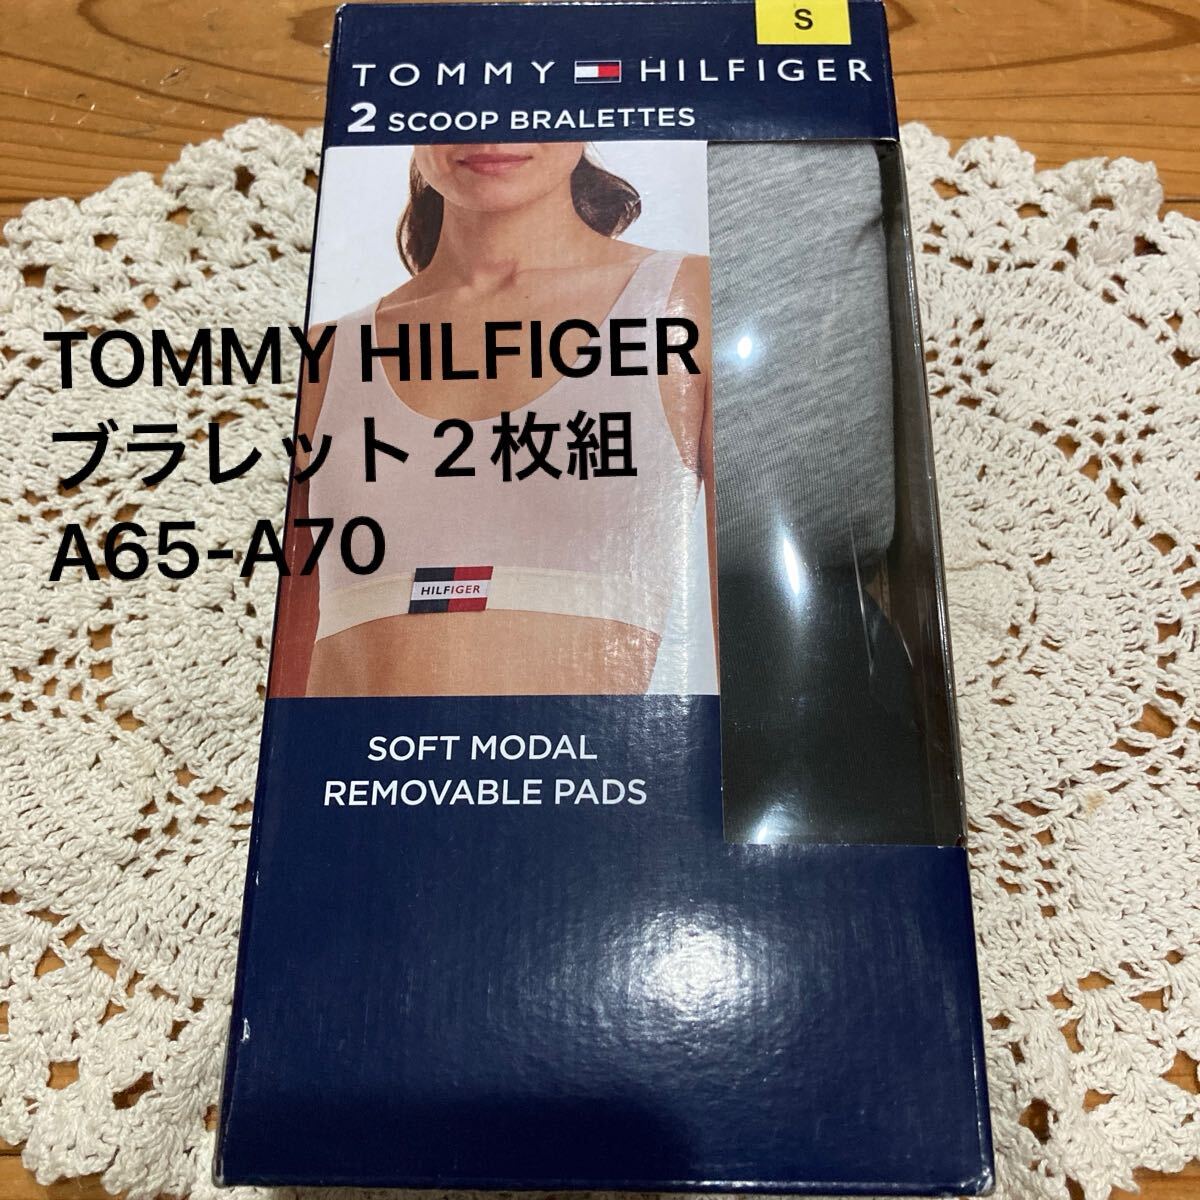 S
TOMMY HILFIGER
2 SCOOP BRALETTES
TOMMY HILFIGER
ブラレット2枚組
A65-A70
HILFIGER
SOFT MODAL
REMOVABLE PADS